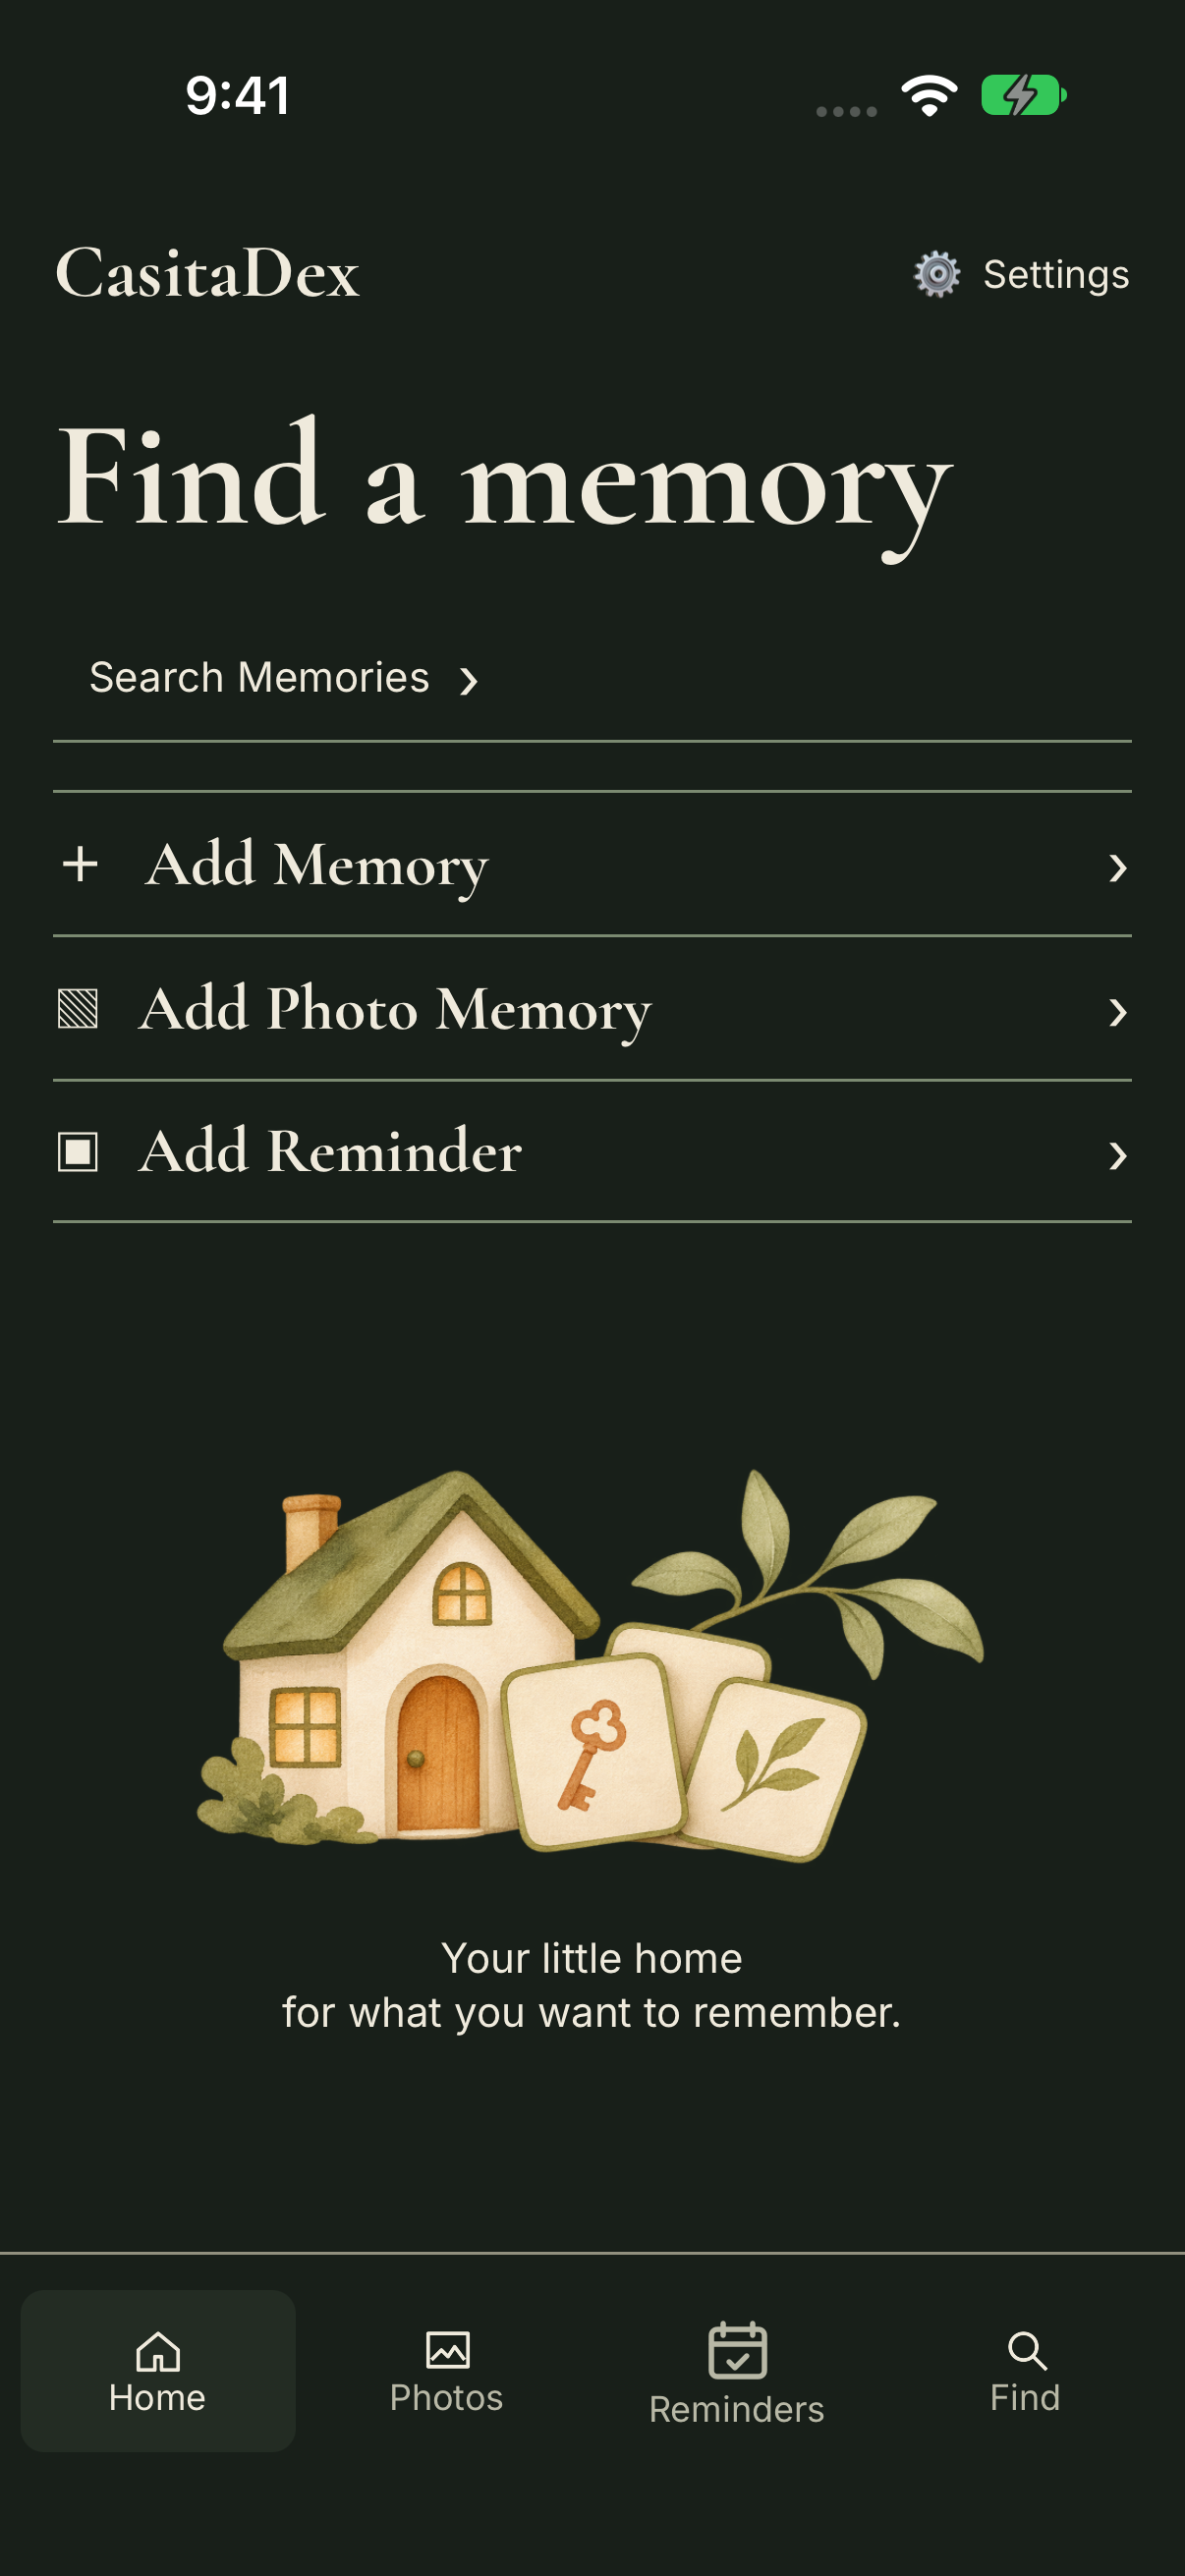 9:41
CasitaDex
Settings
Find a memory
Search Memories ›
+ Add Memory ›
▧ Add Photo Memory ›
▣ Add Reminder ›
Your little home
for what you want to remember.
Home
Photos
Reminders
Find